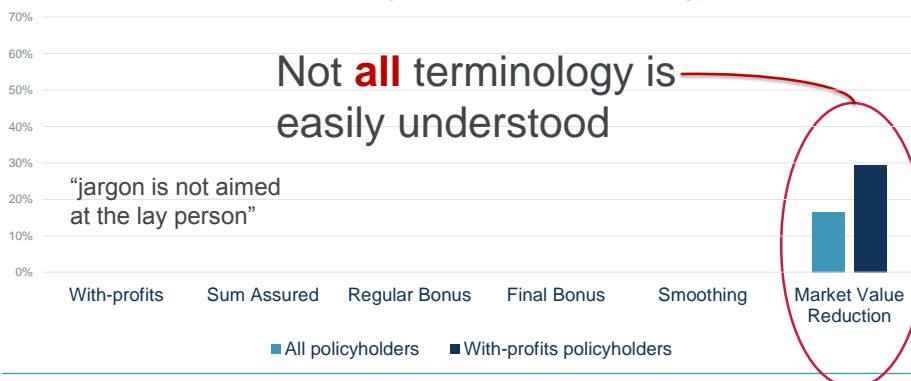 70%
60%
Not all terminology is
50%
easily understood
40%
30%
"jargon is not aimed
20%
at the lay person"
10%
0%
With-profits Sum Assured Regular Bonus Final Bonus Smoothing Market Value
Reduction
All policyholders With-profits policyholders